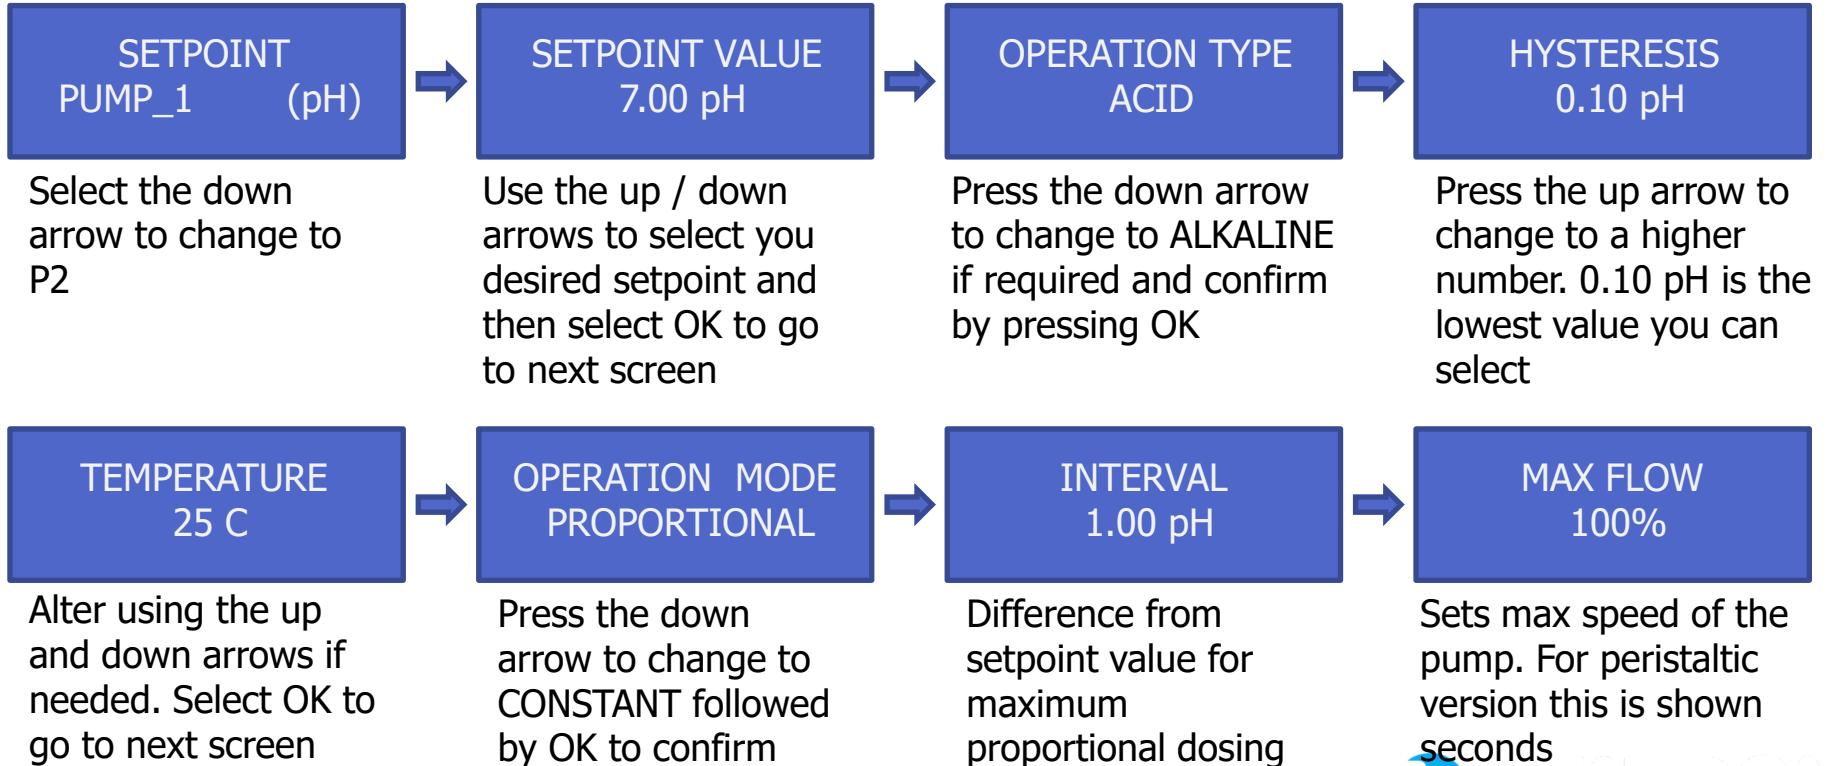 SETPOINT
PUMP_1 (pH)
Select the down
arrow to change to
P2
SETPOINT VALUE
7.00 pH
Use the up / down
arrows to select you
desired setpoint and
then select OK to go
to next screen
OPERATION TYPE
ACID
Press the down arrow
to change to ALKALINE
if required and confirm
by pressing OK
HYSTERESIS
0.10 pH
Press the up arrow to
change to a higher
number. 0.10 pH is the
lowest value you can
select
TEMPERATURE
25 C
Alter using the up
and down arrows if
needed. Select OK to
go to next screen
OPERATION MODE
PROPORTIONAL
Press the down
arrow to change to
CONSTANT followed
by OK to confirm
INTERVAL
1.00 pH
Difference from
setpoint value for
maximum
proportional dosing
MAX FLOW
100%
Sets max speed of the
pump. For peristaltic
version this is shown
seconds